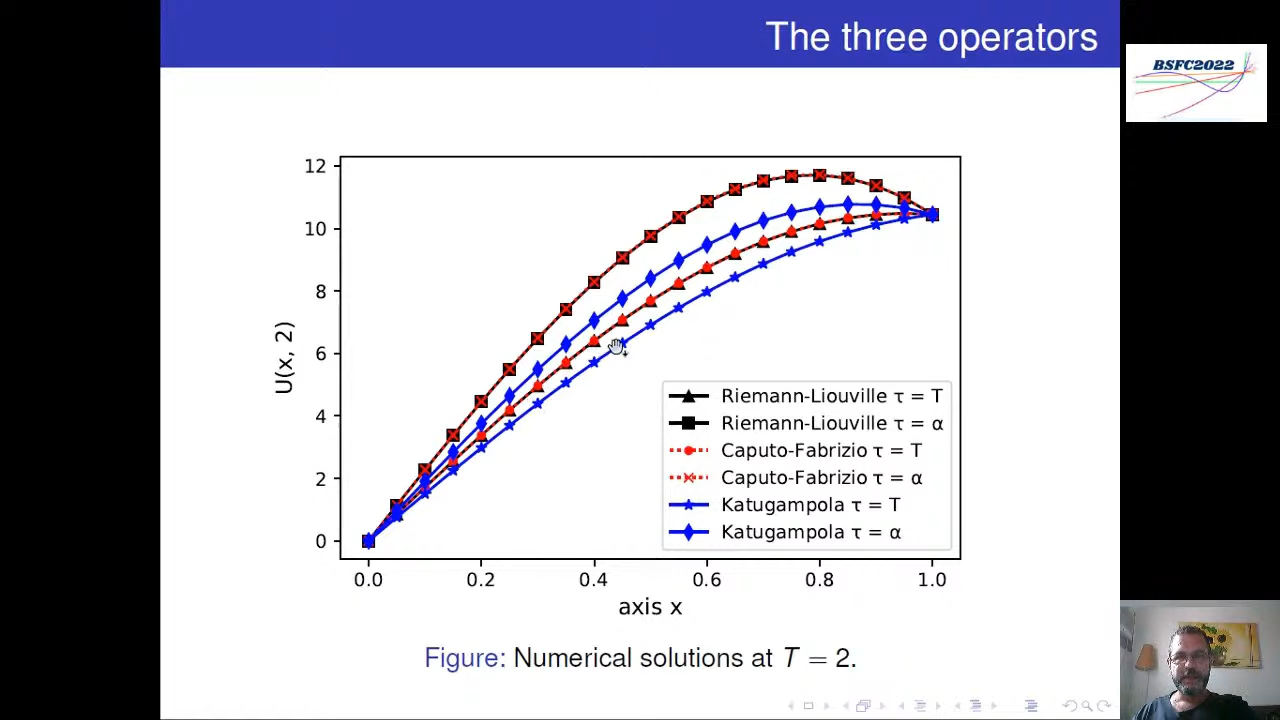 The three operators
BSFC2022
12
10
8
6
4
2
0
U(x, 2)
Riemann-Liouville τ = T
Riemann-Liouville τ = α
Caputo-Fabrizio τ = T
Caputo-Fabrizio τ = α
Katugampola τ = T
Katugampola τ = α
0.0 0.2 0.4 0.6 0.8 1.0
axis x
Figure: Numerical solutions at T = 2.